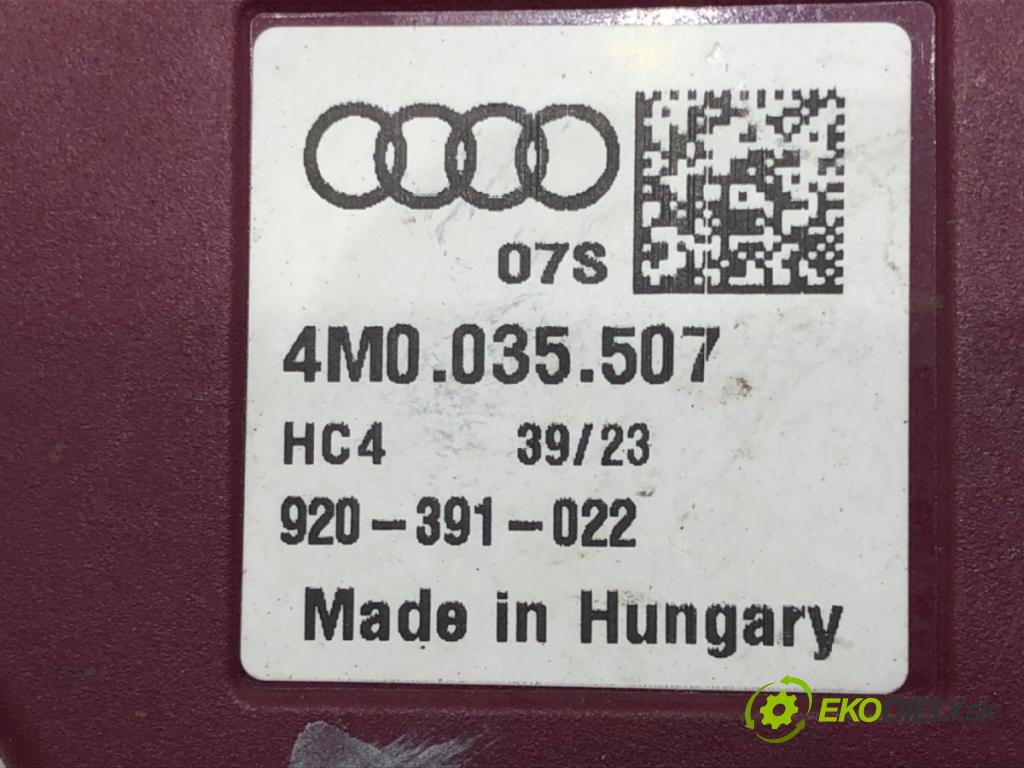 07S
4M0.035.507
HC4 39/23
920-391-022
Made in Hungary
EKODIELY.sk